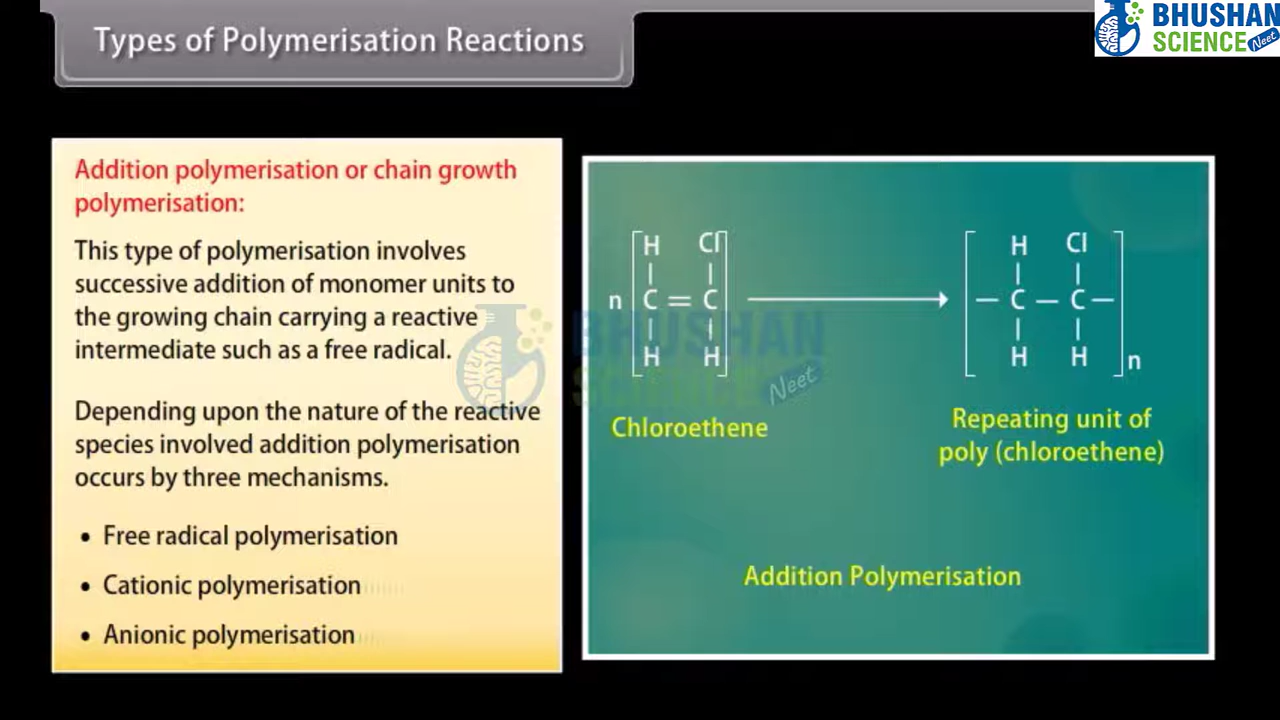 Types of Polymerisation Reactions
BHUSHAN
SCIENCE Neet
Addition polymerisation or chain growth
polymerisation:
This type of polymerisation involves
successive addition of monomer units to
the growing chain carrying a reactive
intermediate such as a free radical.
Depending upon the nature of the reactive
species involved addition polymerisation
occurs by three mechanisms.
• Free radical polymerisation
• Cationic polymerisation
• Anionic polymerisation
H Cl
n C = C
H H
Chloroethene
H Cl
— C — C —
H H
n
Repeating unit of
poly (chloroethene)
Addition Polymerisation
BHUSHAN
SCIENCE Neet